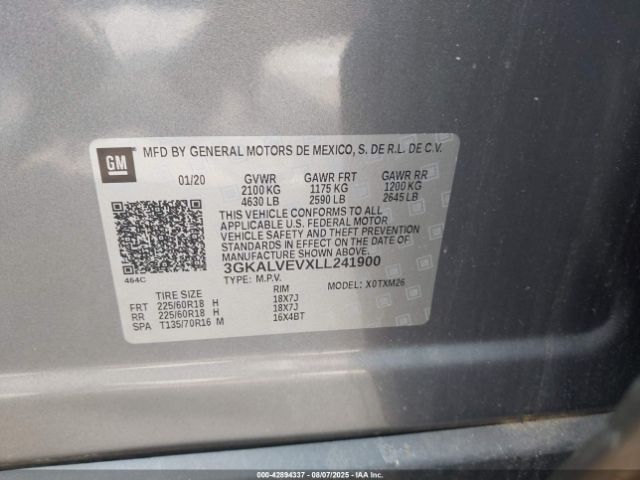 GM
MFD BY GENERAL MOTORS DE MEXICO, S. DE R.L. DE C.V.
01/20 GVWR GAWR FRT GAWR RR
2100 KG 1175 KG 1200 KG
4630 LB 2590 LB 2645 LB
THIS VEHICLE CONFORMS TO ALL
APPLICABLE U.S. FEDERAL MOTOR
VEHICLE SAFETY AND THEFT PREVENTION
STANDARDS IN EFFECT ON THE DATE OF
MANUFACTURE SHOWN ABOVE.
3GKALVEVXLL241900
464C
TYPE: M.P.V. MODEL: X0TXM26
TIRE SIZE RIM
FRT 225/60R18 H 18X7J
RR 225/60R18 H 18X7J
SPA T135/70R16 M 16X4BT
000-42894337 - 08/07/2025 - IAA Inc.